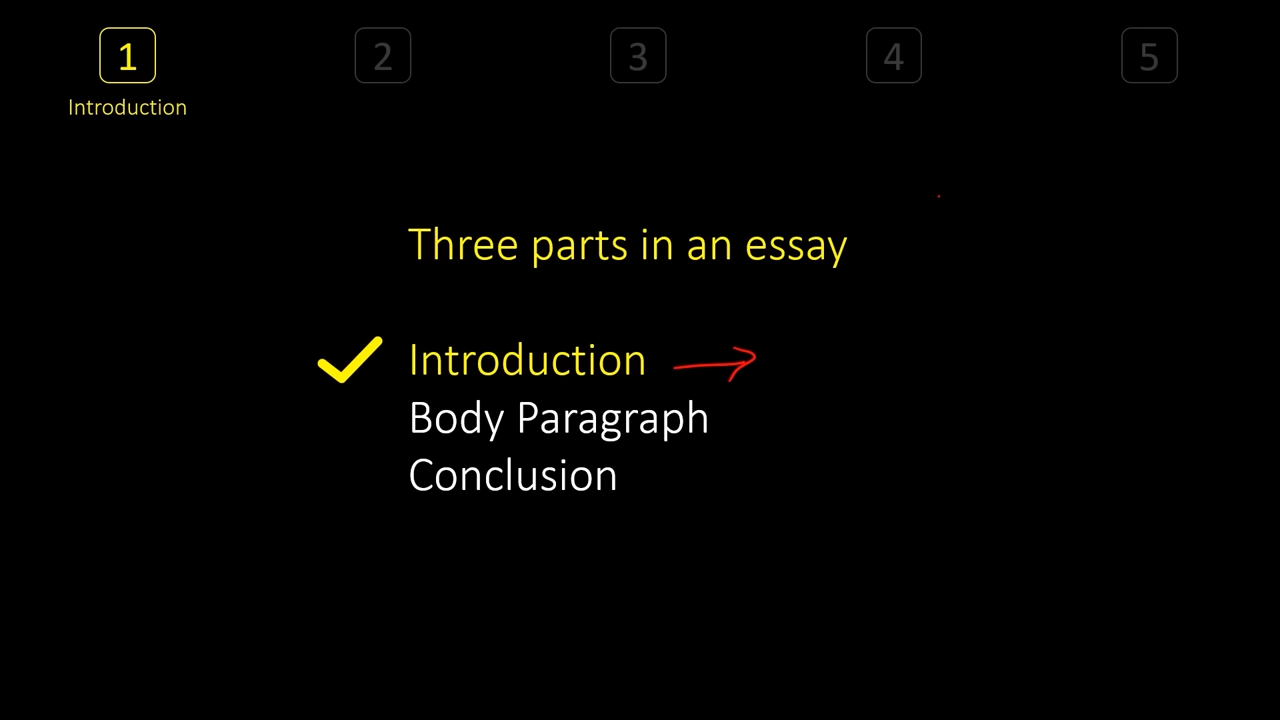 1 2 3 4 5
Introduction
Three parts in an essay
Introduction
Body Paragraph
Conclusion